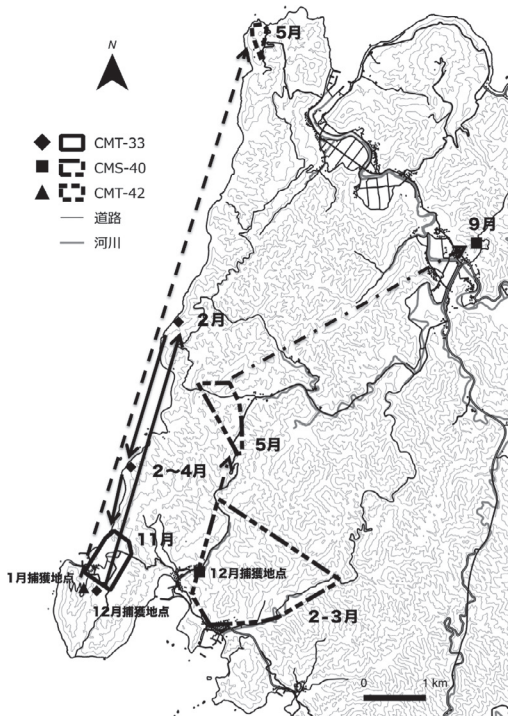 N
5月
CMT-33
CMS-40
CMT-42
道路
河川
9月
2月
5月
2〜4月
11月
1月捕獲地点
12月捕獲地点
12月捕獲地点
2-3月
0 1 km